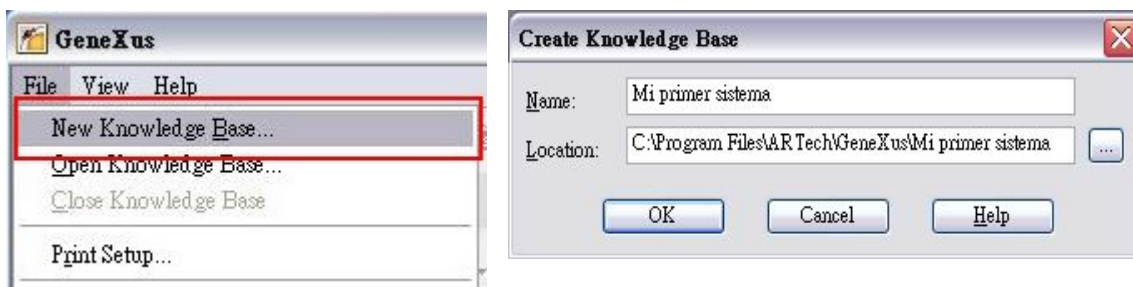 GeneXus
File View Help
New Knowledge Base...
Open Knowledge Base...
Close Knowledge Base
Print Setup...
Create Knowledge Base
Name: Mi primer sistema
Location: C:\Program Files\ARTech\GeneXus\Mi primer sistema ...
OK Cancel Help